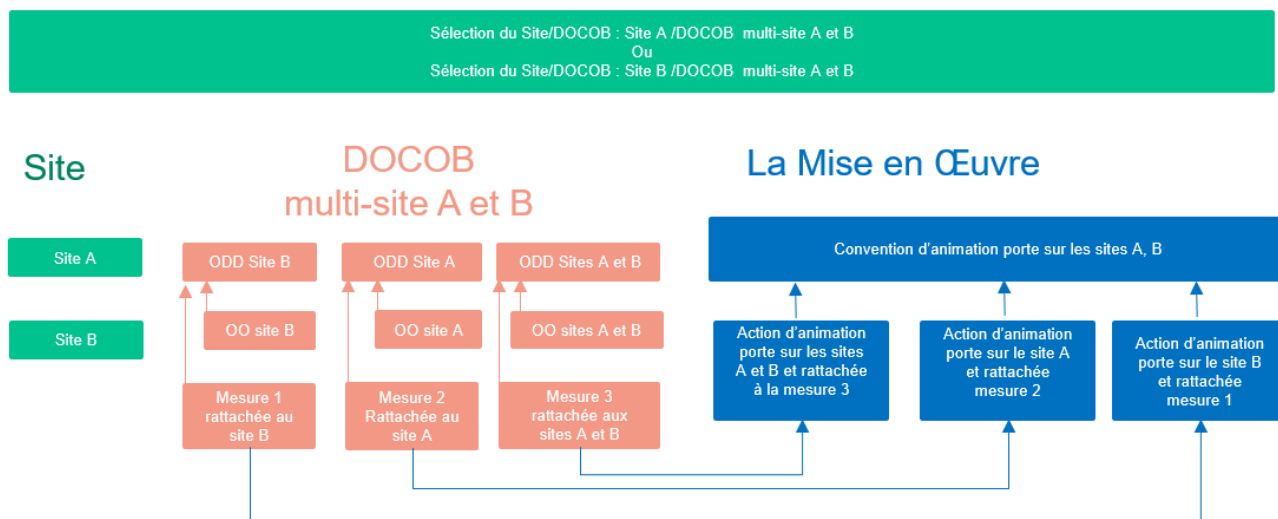 Sélection du Site/DOCOB : Site A /DOCOB multi-site A et B
Ou
Sélection du Site/DOCOB : Site B /DOCOB multi-site A et B
Site
DOCOB
multi-site A et B
La Mise en Œuvre
Site A
ODD Site B
ODD Site A
ODD Sites A et B
Convention d'animation porte sur les sites A, B
Site B
OO site B
OO site A
OO sites A et B
Action d'animation
porte sur les sites
A et B et rattachée
à la mesure 3
Action d'animation
porte sur le site A
et rattachée
mesure 2
Action d'animation
porte sur le site B
et rattachée
mesure 1
Mesure 1
rattachée au
site B
Mesure 2
Rattachée au
site A
Mesure 3
rattachée aux
sites A et B